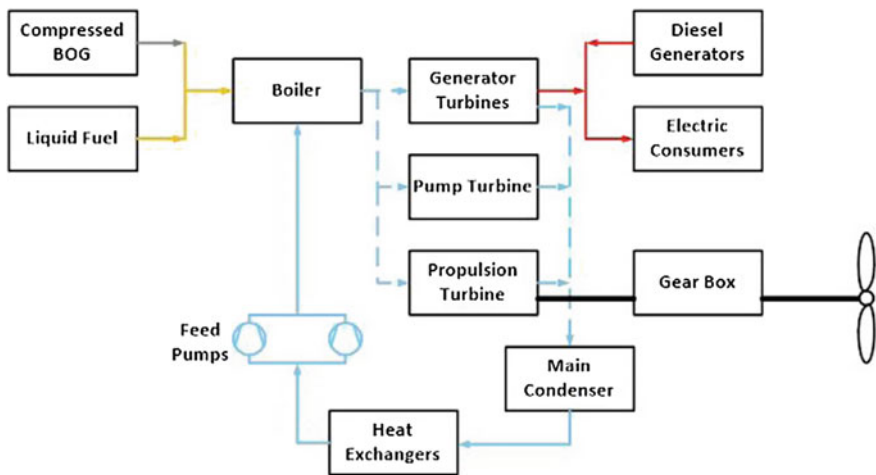 Compressed
BOG
Liquid Fuel
Boiler
Generator
Turbines
Pump Turbine
Propulsion
Turbine
Diesel
Generators
Electric
Consumers
Gear Box
Feed
Pumps
Main
Condenser
Heat
Exchangers